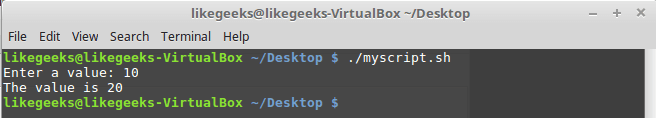 likegeeks@likegeeks-VirtualBox ~/Desktop
File Edit View Search Terminal Help
likegeeks@likegeeks-VirtualBox ~/Desktop $ ./myscript.sh
Enter a value: 10
The value is 20
likegeeks@likegeeks-VirtualBox ~/Desktop $